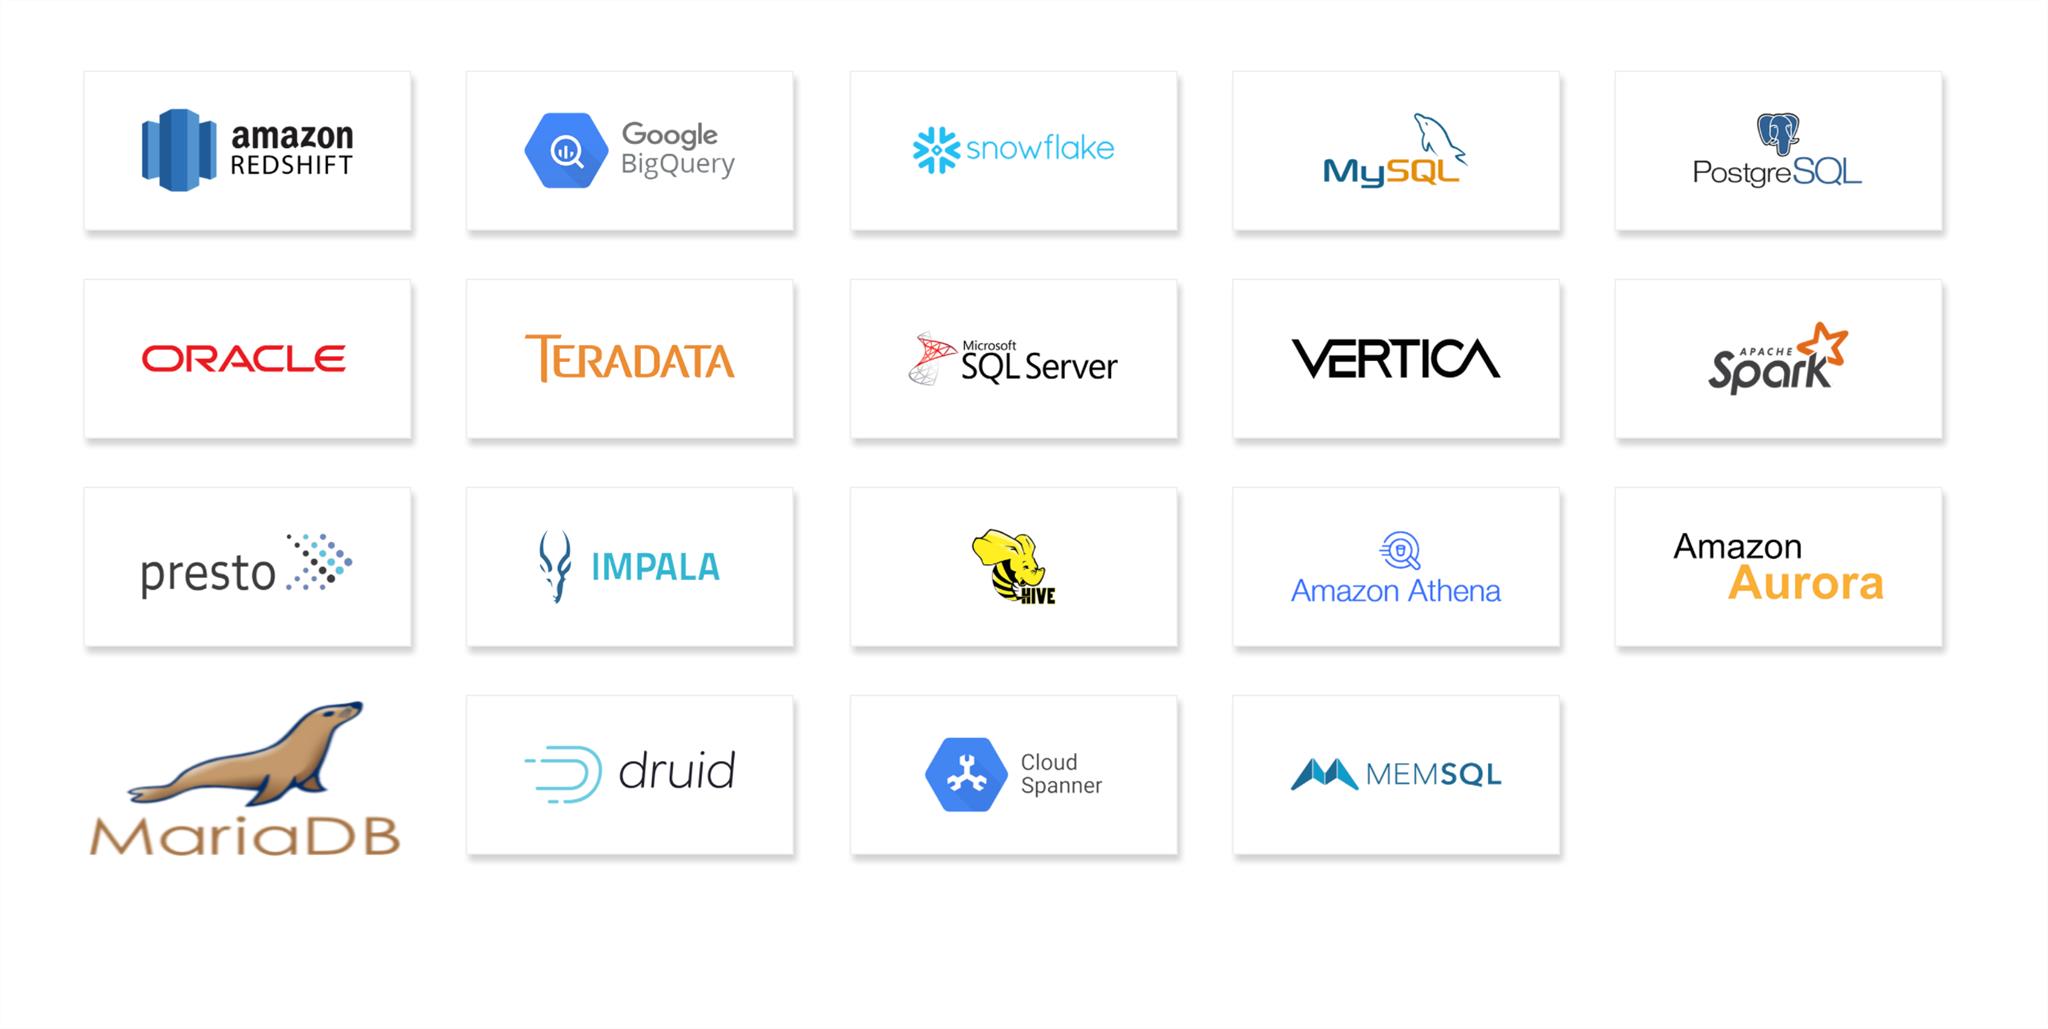 amazon
REDSHIFT
Google
BigQuery
snowflake
MySQL
PostgreSQL
ORACLE
TERADATA
Microsoft
SQL Server
VERTICA
APACHE
Spark
presto
IMPALA
HIVE
Amazon Athena
Amazon
Aurora
MariaDB
druid
Cloud
Spanner
MEMSQL